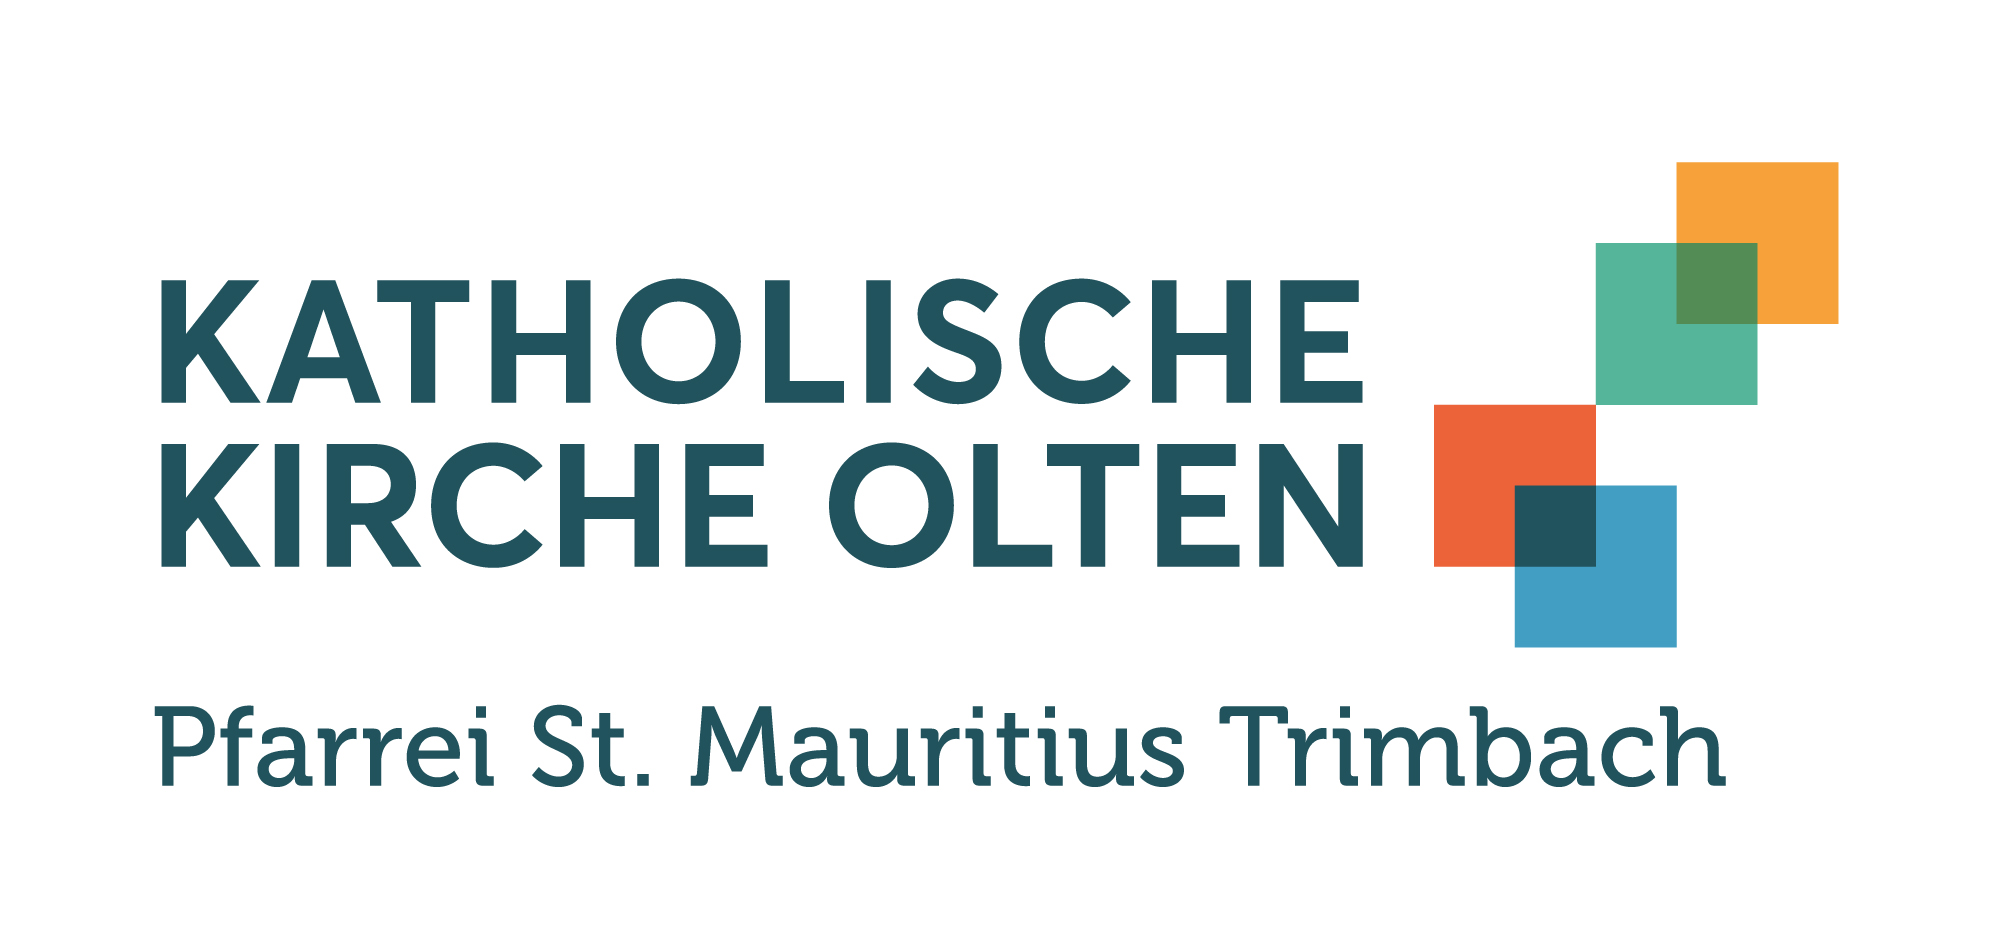 KATHOLISCHE
KIRCHE OLTEN
Pfarrei St. Mauritius Trimbach